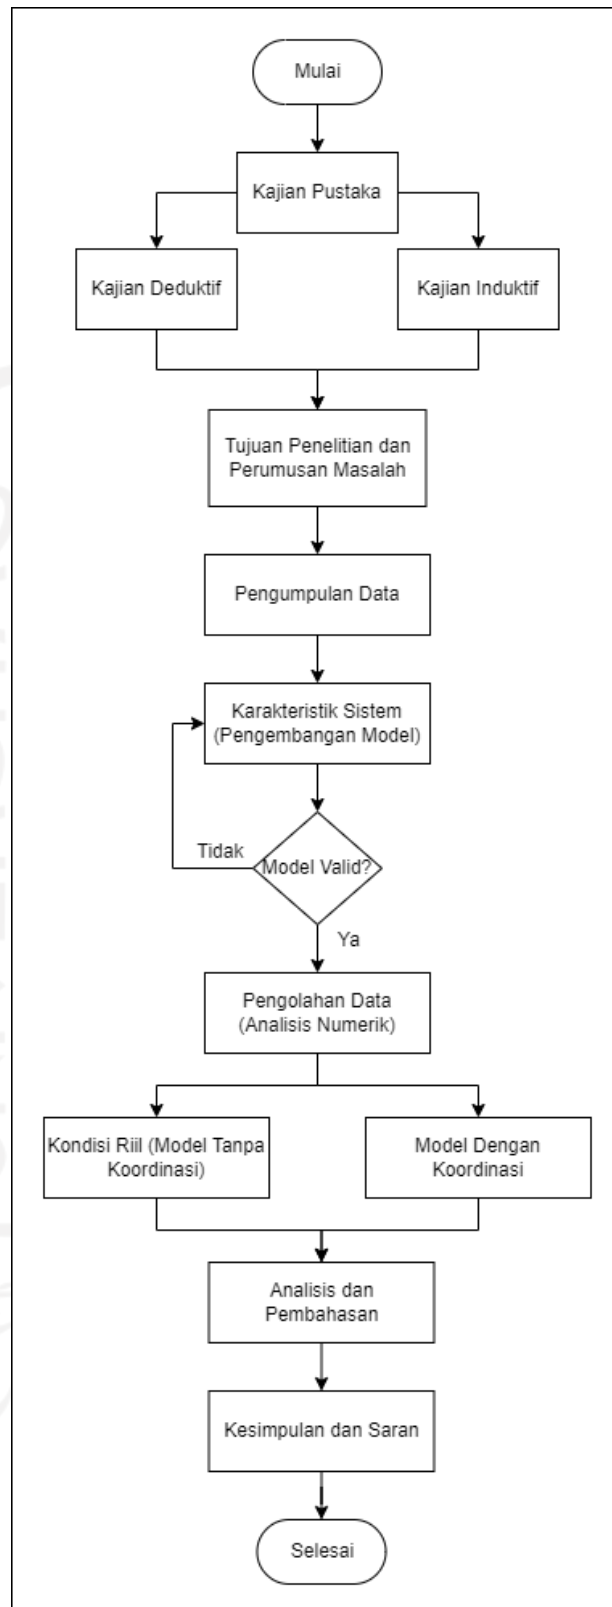 Mulai
Kajian Pustaka
Kajian Deduktif
Kajian Induktif
Tujuan Penelitian dan
Perumusan Masalah
Pengumpulan Data
Karakteristik Sistem
(Pengembangan Model)
Tidak
Model Valid?
Ya
Pengolahan Data
(Analisis Numerik)
Kondisi Riil (Model Tanpa
Koordinasi)
Model Dengan
Koordinasi
Analisis dan
Pembahasan
Kesimpulan dan Saran
Selesai